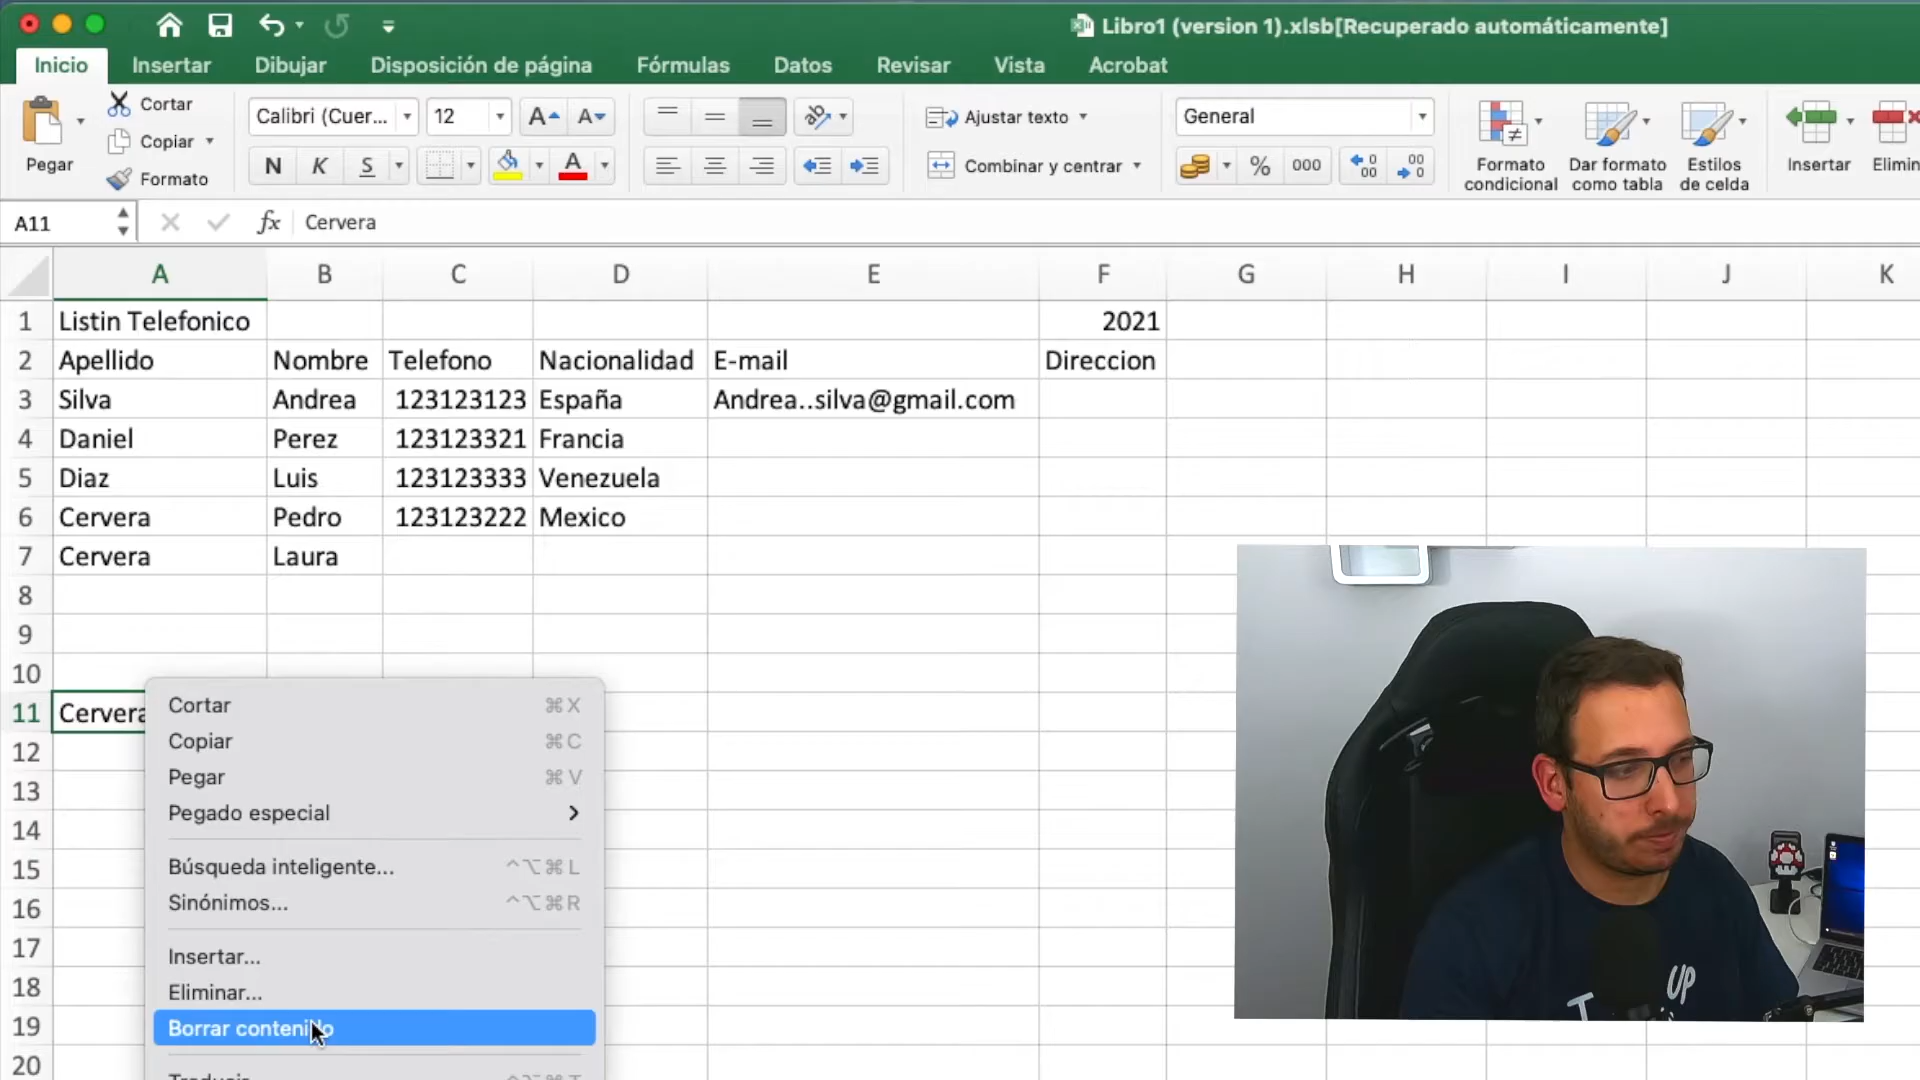 Libro1 (version 1).xlsb[Recuperado automáticamente]
Inicio Insertar Dibujar Disposición de página Fórmulas Datos Revisar Vista Acrobat
Pegar
Cortar
Copiar
Formato
Calibri (Cuer... 12 A A
N K S A
Ajustar texto
Combinar y centrar
General
% 000
Formato condicional
Dar formato como tabla
Estilos de celda
Insertar
A11 fx Cervera
A B C D E F G H I J K
1 Listin Telefonico 2021
2 Apellido Nombre Telefono Nacionalidad E-mail Direccion
3 Silva Andrea 123123123 España Andrea..silva@gmail.com
4 Daniel Perez 123123321 Francia
5 Diaz Luis 123123333 Venezuela
6 Cervera Pedro 123123222 Mexico
7 Cervera Laura
8
9
10
11 Cervera
12
13
14
15
16
17
18
19
20
Cortar ⌘X
Copiar ⌘C
Pegar ⌘V
Pegado especial
Búsqueda inteligente... ^⌥⌘L
Sinónimos... ^⌥⌘R
Insertar...
Eliminar...
Borrar contenido
UP